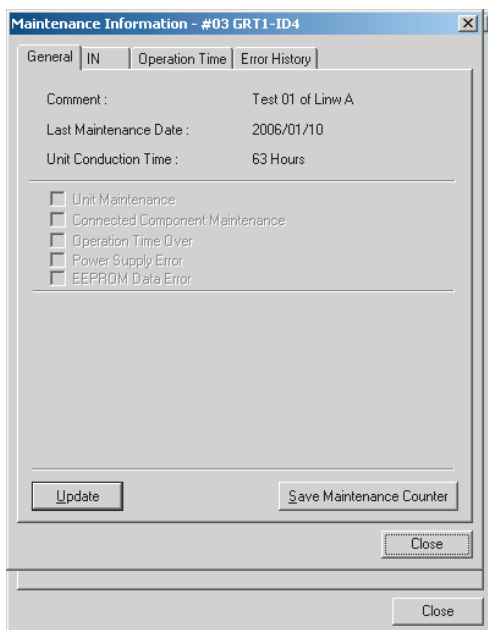 Maintenance Information - #03 GRT1-ID4
General IN Operation Time Error History
Comment : Test 01 of Linw A
Last Maintenance Date : 2006/01/10
Unit Conduction Time : 63 Hours
Unit Maintenance
Connected Component Maintenance
Operation Time Over
Power Supply Error
EEPROM Data Error
Update Save Maintenance Counter
Close
Close